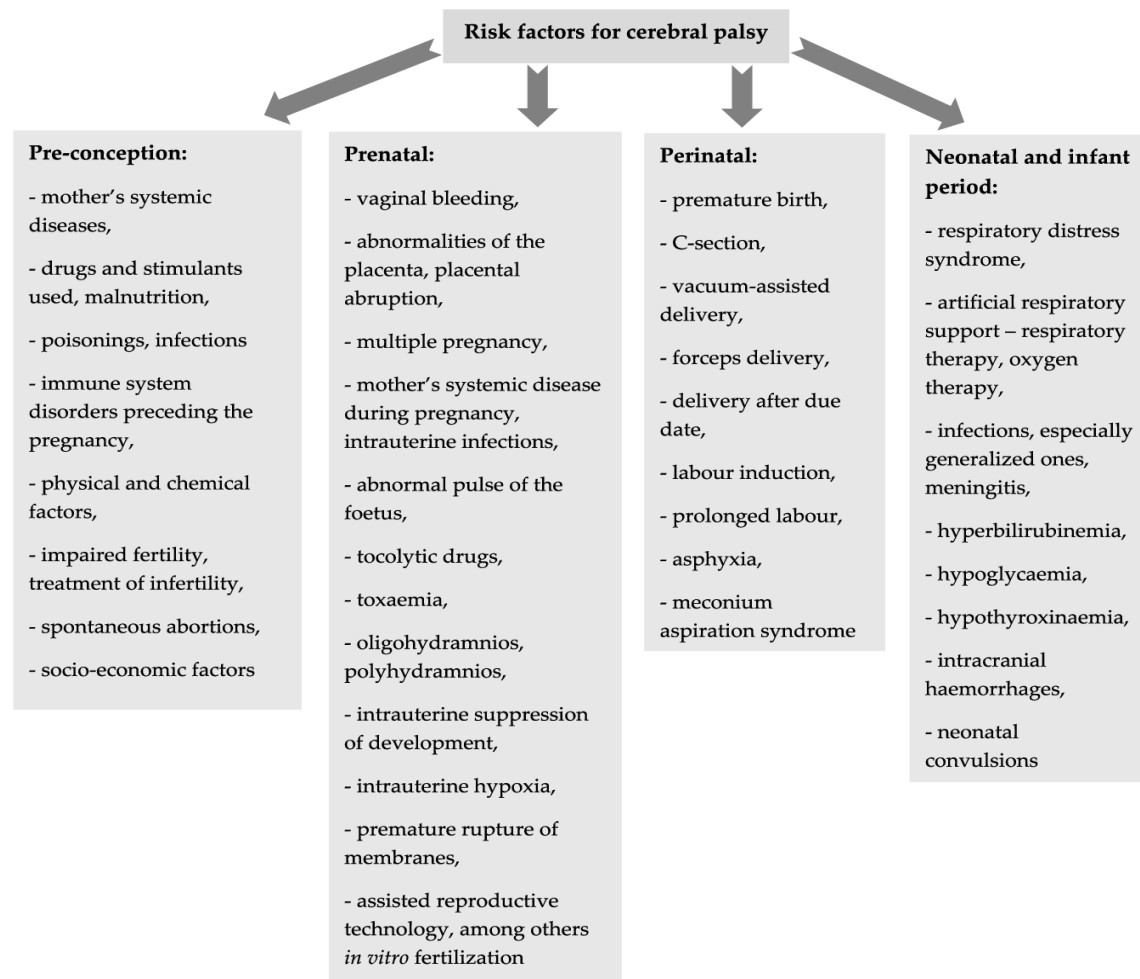 Risk factors for cerebral palsy
Pre-conception:
- mother’s systemic
diseases,
- drugs and stimulants
used, malnutrition,
- poisonings, infections
- immune system
disorders preceding the
pregnancy,
- physical and chemical
factors,
- impaired fertility,
treatment of infertility,
- spontaneous abortions,
- socio-economic factors
Prenatal:
- vaginal bleeding,
- abnormalities of the
placenta, placental
abruption,
- multiple pregnancy,
- mother’s systemic disease
during pregnancy,
intrauterine infections,
- abnormal pulse of the
foetus,
- tocolytic drugs,
- toxaemia,
- oligohydramnios,
polyhydramnios,
- intrauterine suppression
of development,
- intrauterine hypoxia,
- premature rupture of
membranes,
- assisted reproductive
technology, among others
in vitro fertilization
Perinatal:
- premature birth,
- C-section,
- vacuum-assisted
delivery,
- forceps delivery,
- delivery after due
date,
- labour induction,
- prolonged labour,
- asphyxia,
- meconium
aspiration syndrome
Neonatal and infant
period:
- respiratory distress
syndrome,
- artificial respiratory
support – respiratory
therapy, oxygen
therapy,
- infections, especially
generalized ones,
meningitis,
- hyperbilirubinemia,
- hypoglycaemia,
- hypothyroxinaemia,
- intracranial
haemorrhages,
- neonatal
convulsions